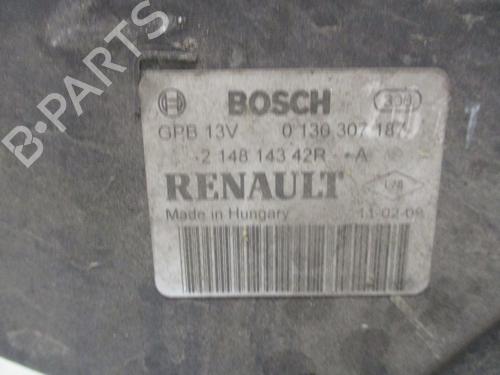 B-PARTS
BOSCH 300
GPB 13V 0 130 307 187
2 148 143 42R --A
RENAULT
Made in Hungary 11-02-09